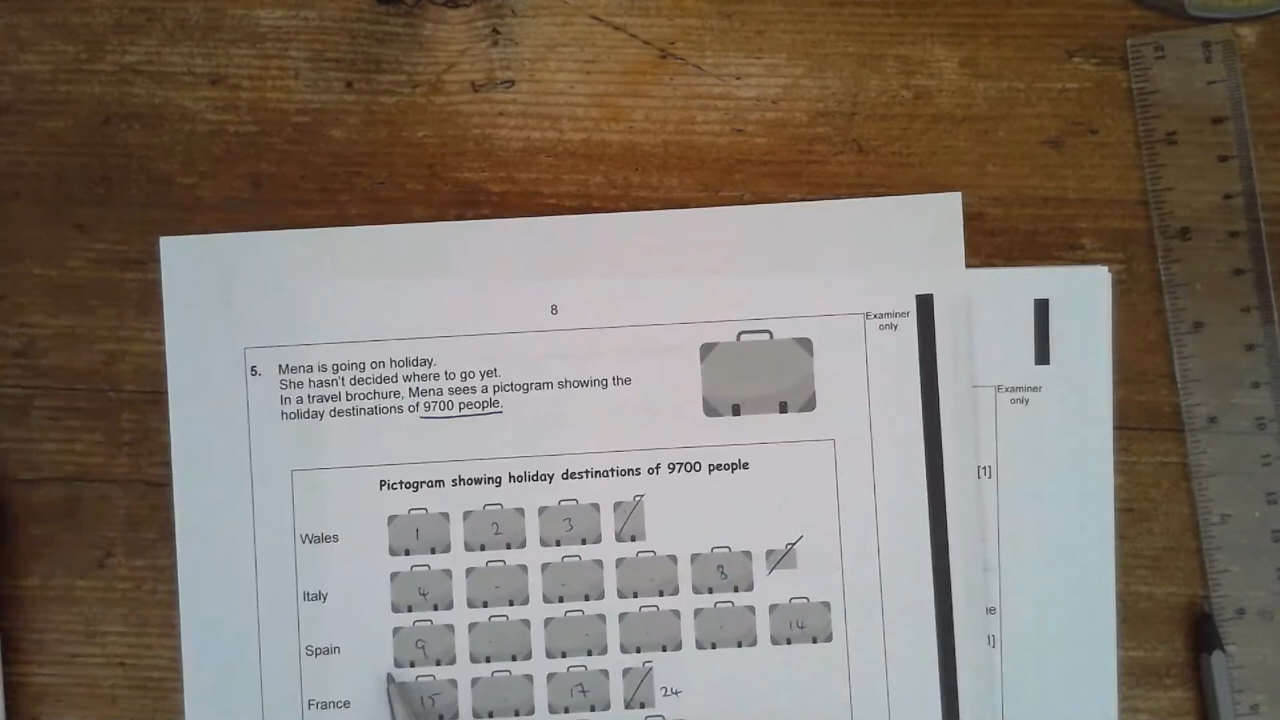 8
Examiner
only
5. Mena is going on holiday.
She hasn't decided where to go yet.
In a travel brochure, Mena sees a pictogram showing the
holiday destinations of 9700 people.
Pictogram showing holiday destinations of 9700 people
Wales 1 2 3
Italy 4 8
Spain 9 14
France 15 17 24
Examiner
only
[1]